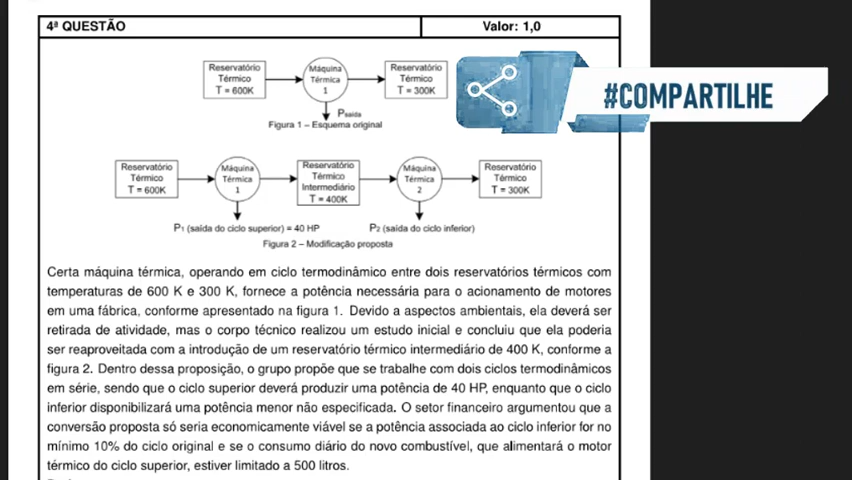 4ª QUESTÃO
Valor: 1,0
Reservatório
Térmico
T = 600K
Máquina
Térmica
1
Reservatório
Térmico
T = 300K
Psaída
Figura 1 – Esquema original
#COMPARTILHE
Reservatório
Térmico
T = 600K
Máquina
Térmica
1
Reservatório
Térmico
Intermediário
T = 400K
Máquina
Térmica
2
Reservatório
Térmico
T = 300K
P1 (saída do ciclo superior) = 40 HP
P2 (saída do ciclo inferior)
Figura 2 – Modificação proposta
Certa máquina térmica, operando em ciclo termodinâmico entre dois reservatórios térmicos com
temperaturas de 600 K e 300 K, fornece a potência necessária para o acionamento de motores
em uma fábrica, conforme apresentado na figura 1. Devido a aspectos ambientais, ela deverá ser
retirada de atividade, mas o corpo técnico realizou um estudo inicial e concluiu que ela poderia
ser reaproveitada com a introdução de um reservatório térmico intermediário de 400 K, conforme a
figura 2. Dentro dessa proposição, o grupo propõe que se trabalhe com dois ciclos termodinâmicos
em série, sendo que o ciclo superior deverá produzir uma potência de 40 HP, enquanto que o ciclo
inferior disponibilizará uma potência menor não especificada. O setor financeiro argumentou que a
conversão proposta só seria economicamente viável se a potência associada ao ciclo inferior for no
mínimo 10% do ciclo original e se o consumo diário do novo combustível, que alimentará o motor
térmico do ciclo superior, estiver limitado a 500 litros.